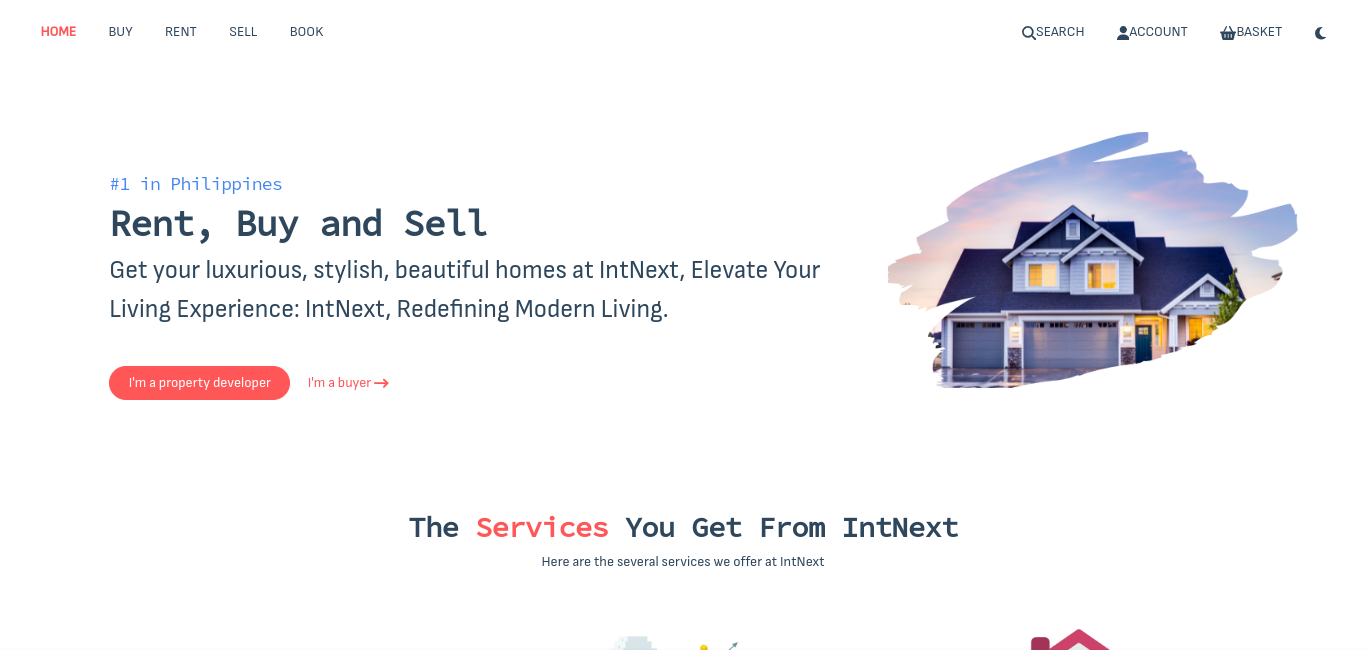 HOME BUY RENT SELL BOOK SEARCH ACCOUNT BASKET
#1 in Philippines
Rent, Buy and Sell
Get your luxurious, stylish, beautiful homes at IntNext, Elevate Your
Living Experience: IntNext, Redefining Modern Living.
I'm a property developer I'm a buyer
The Services You Get From IntNext
Here are the several services we offer at IntNext